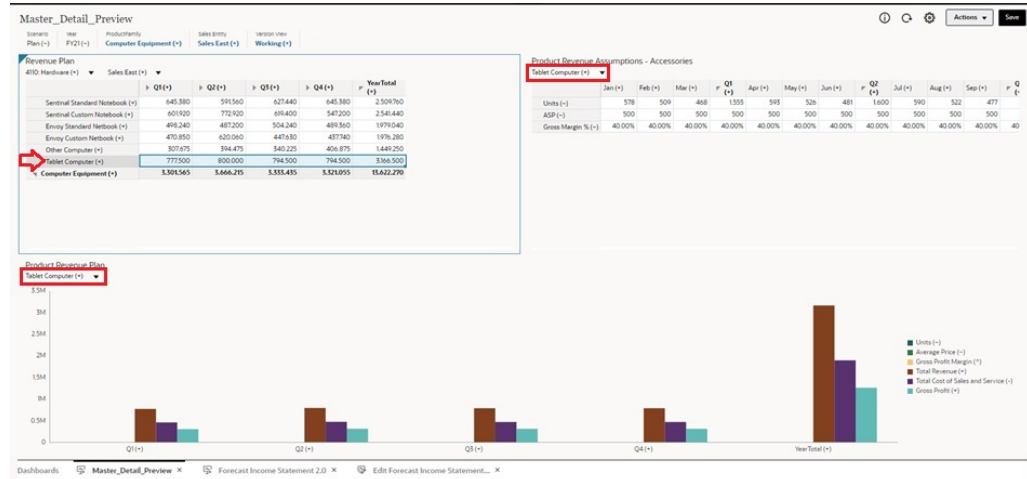 Master_Detail_Preview
Actions
Save
Scenario Year ProductFamily Sales Entity Version View
Plan (~) FY21 (~) Computer Equipment (+) Sales East (+) Working (+)
Revenue Plan
4110: Hardware (+) Sales East (+)
Q1 (+) Q2 (+) Q3 (+) Q4 (+) YearTotal (+)
Sentinal Standard Notebook (+) 645,380 591,560 627,440 645,380 2,509,760
Sentinal Custom Notebook (+) 601,920 772,920 619,400 547,200 2,541,440
Envoy Standard Netbook (+) 498,240 487,200 504,240 489,360 1,979,040
Envoy Custom Netbook (+) 470,850 620,060 447,630 437,740 1,976,280
Other Computer (+) 307,675 394,475 340,225 406,875 1,449,250
Tablet Computer (+) 777,500 800,000 794,500 794,500 3,166,500
Computer Equipment (+) 3,301,565 3,666,215 3,333,435 3,321,055 13,622,270
Product Revenue Assumptions - Accessories
Tablet Computer (+)
Jan (+) Feb (+) Mar (+) Q1 (+) Apr (+) May (+) Jun (+) Q2 (+) Jul (+) Aug (+) Sep (+)
Units (~) 578 509 468 1,555 593 526 481 1,600 590 522 477
ASP (~) 500 500 500 500 500 500 500 500 500 500 500
Gross Margin % (~) 40.00% 40.00% 40.00% 40.00% 40.00% 40.00% 40.00% 40.00% 40.00% 40.00% 40.00%
Product Revenue Plan
Tablet Computer (+)
3.5M
3M
2.5M
2M
1.5M
1M
0.5M
0
Q1 (+) Q2 (+) Q3 (+) Q4 (+) YearTotal (+)
Units (~)
Average Price (~)
Gross Profit Margin (^)
Total Revenue (+)
Total Cost of Sales and Service (-)
Gross Profit (+)
Dashboards Master_Detail_Preview × Forecast Income Statement 2.0 × Edit Forecast Income Statement... ×